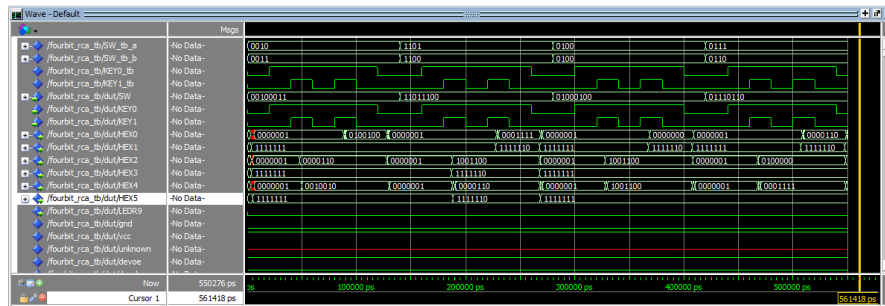 Wave - Default
Msgs
/fourbit_rca_tb/SW_tb_a -No Data- 0010 1101 0100 0111
/fourbit_rca_tb/SW_tb_b -No Data- 0011 1100 0100 0110
/fourbit_rca_tb/KEY0_tb -No Data-
/fourbit_rca_tb/KEY1_tb -No Data-
/fourbit_rca_tb/dut/SW -No Data- 00100011 11011100 01000100 01110110
/fourbit_rca_tb/dut/KEY0 -No Data-
/fourbit_rca_tb/dut/KEY1 -No Data-
/fourbit_rca_tb/dut/HEX0 -No Data- 0000001 0100100 0000001 0001111 0000001 0000000 0000001 0000110
/fourbit_rca_tb/dut/HEX1 -No Data- 1111111 1111110 1111111 1111110 1111111 1111110
/fourbit_rca_tb/dut/HEX2 -No Data- 0000001 0000110 0000001 1001100 0000001 1001100 0000001 0100000
/fourbit_rca_tb/dut/HEX3 -No Data- 1111111 1111110 1111111
/fourbit_rca_tb/dut/HEX4 -No Data- 0000001 0010010 0000001 0000110 0000001 1001100 0000001 0001111
/fourbit_rca_tb/dut/HEX5 -No Data- 1111111 1111110 1111111
/fourbit_rca_tb/dut/LEDR9 -No Data-
/fourbit_rca_tb/dut/gnd -No Data-
/fourbit_rca_tb/dut/vcc -No Data-
/fourbit_rca_tb/dut/unknown -No Data-
/fourbit_rca_tb/dut/devoe -No Data-
Now 550276 ps ps 100000 ps 200000 ps 300000 ps 400000 ps 500000 ps
Cursor 1 561418 ps 561418 ps